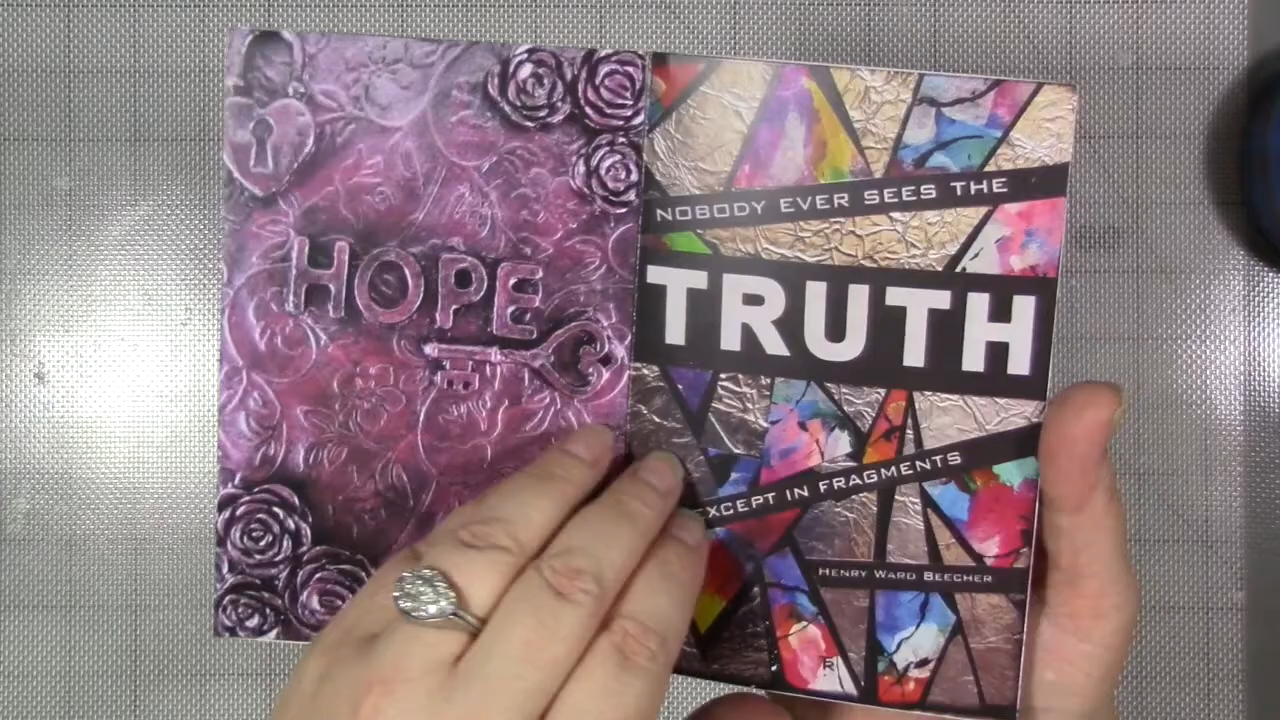 HOPE
NOBODY EVER SEES THE
TRUTH
EXCEPT IN FRAGMENTS
HENRY WARD BEECHER